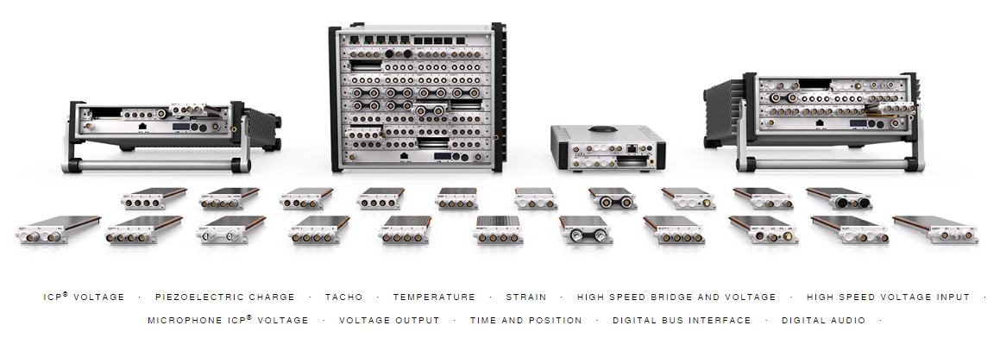 ICP® VOLTAGE · PIEZOELECTRIC CHARGE · TACHO · TEMPERATURE · STRAIN · HIGH SPEED BRIDGE AND VOLTAGE · HIGH SPEED VOLTAGE INPUT ·
MICROPHONE ICP® VOLTAGE · VOLTAGE OUTPUT · TIME AND POSITION · DIGITAL BUS INTERFACE · DIGITAL AUDIO ·